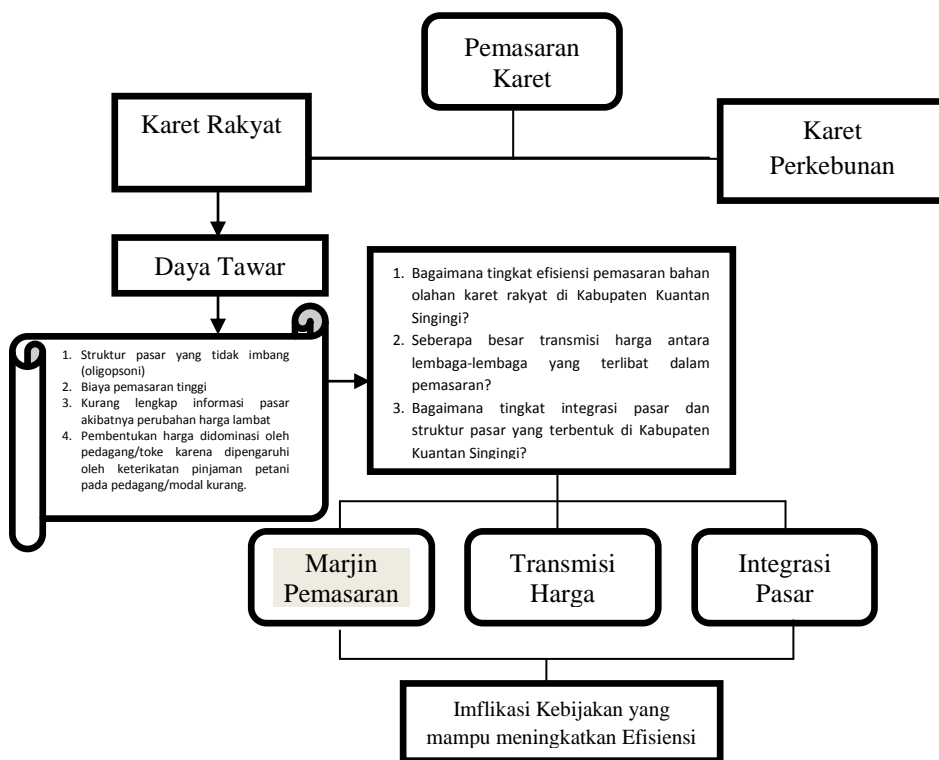 Pemasaran
Karet
Karet Rakyat
Karet
Perkebunan
Daya Tawar
1. Struktur pasar yang tidak imbang
(oligopsoni)
2. Biaya pemasaran tinggi
3. Kurang lengkap informasi pasar
akibatnya perubahan harga lambat
4. Pembentukan harga didominasi oleh
pedagang/toke karena dipengaruhi
oleh keterikatan pinjaman petani
pada pedagang/modal kurang.
1. Bagaimana tingkat efisiensi pemasaran bahan
olahan karet rakyat di Kabupaten Kuantan
Singingi?
2. Seberapa besar transmisi harga antara
lembaga-lembaga yang terlibat dalam
pemasaran?
3. Bagaimana tingkat integrasi pasar dan
struktur pasar yang terbentuk di Kabupaten
Kuantan Singingi?
Marjin
Pemasaran
Transmisi
Harga
Integrasi
Pasar
Imflikasi Kebijakan yang
mampu meningkatkan Efisiensi